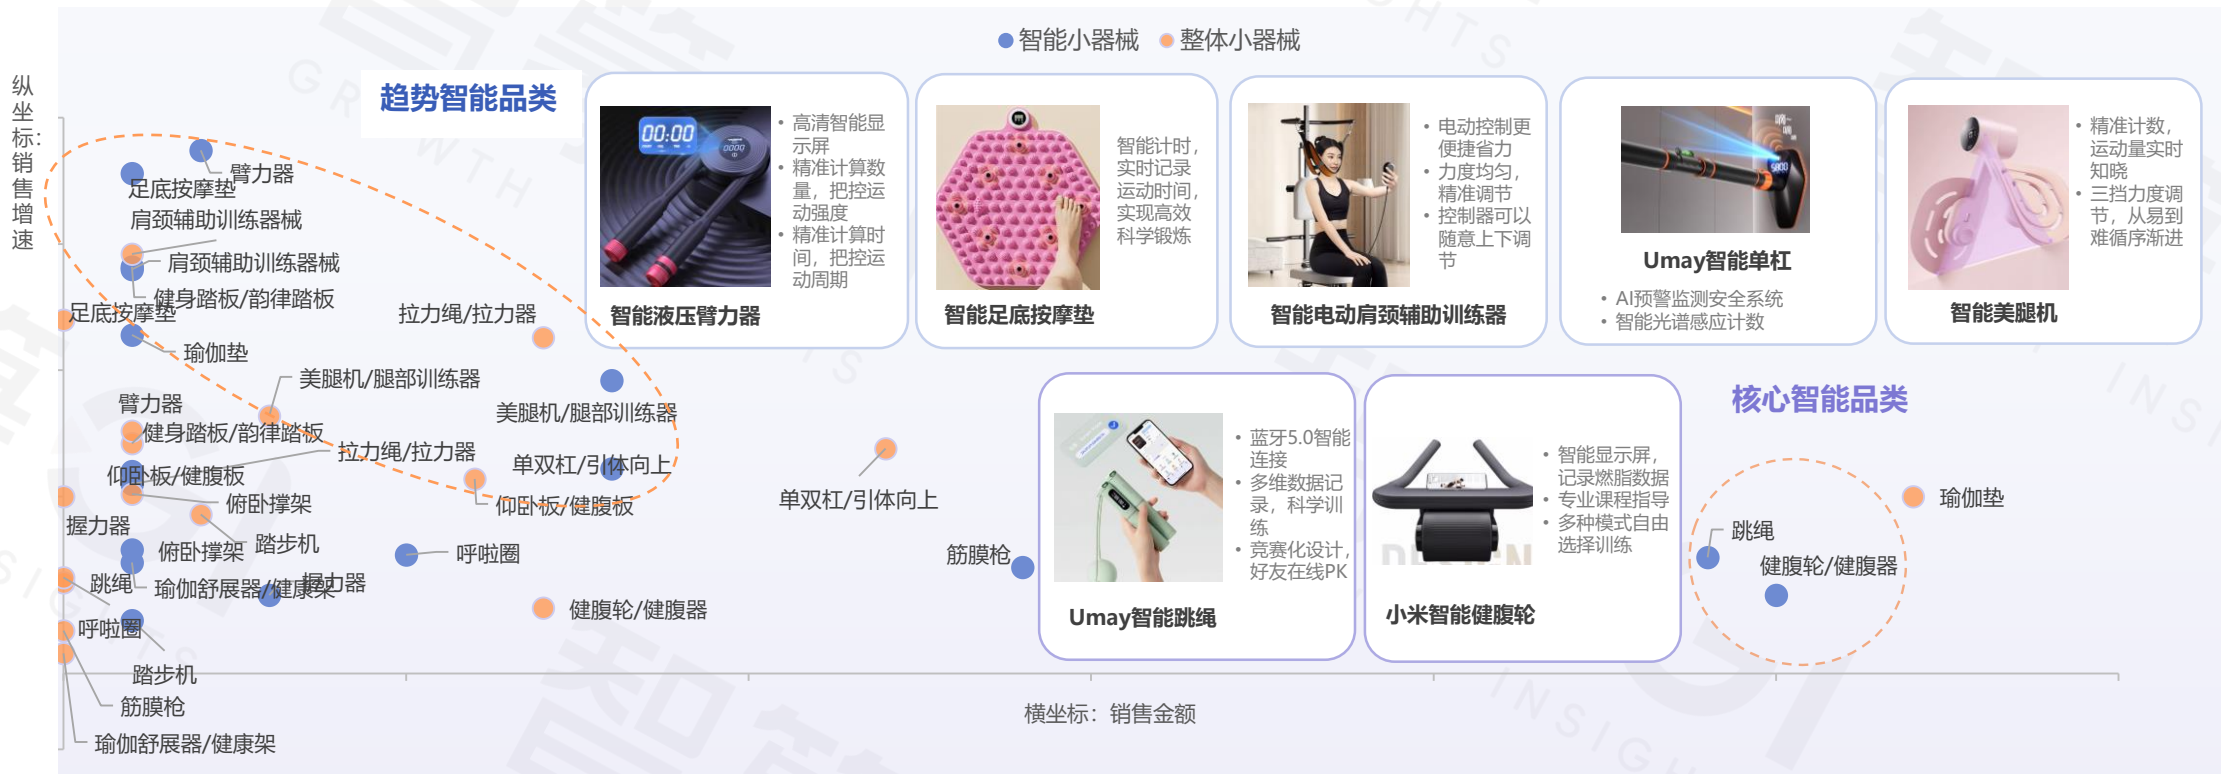 智能小器械 整体小器械
纵坐标：销售增速
趋势智能品类
00:00
0000
高清智能显
示屏
精准计算数
量，把控运
动强度
精准计算时
间，把控运
动周期
智能液压臂力器
智能计时，
实时记录
运动时间，
实现高效
科学锻炼
智能足底按摩垫
电动控制更
便捷省力
力度均匀，
精准调节
控制器可以
随意上下调
节
智能电动肩颈辅助训练器
嘀~
嘀
Umay智能单杠
AI预警监测安全系统
智能光谱感应计数
精准计数，
运动量实时
知晓
三挡力度调
节，从易到
难循序渐进
智能美腿机
臂力器
足底按摩垫
肩颈辅助训练器械
肩颈辅助训练器械
健身踏板/韵律踏板
足底按摩垫
拉力绳/拉力器
瑜伽垫
美腿机/腿部训练器
臂力器
美腿机/腿部训练器
健身踏板/韵律踏板
拉力绳/拉力器
单双杠/引体向上
仰卧板/健腹板
俯卧撑架
仰卧板/健腹板
单双杠/引体向上
握力器
踏步机
俯卧撑架
呼啦圈
筋膜枪
跳绳
瑜伽舒展器/健康架
握力器
健腹轮/健腹器
呼啦圈
踏步机
筋膜枪
瑜伽舒展器/健康架
蓝牙5.0智能
连接
多维数据记
录，科学训
练
竞赛化设计，
好友在线PK
Umay智能跳绳
智能显示屏，
记录燃脂数据
专业课程指导
多种模式自由
选择训练
小米智能健腹轮
核心智能品类
瑜伽垫
跳绳
健腹轮/健腹器
横坐标：销售金额
GROWTH
INSIGHTS